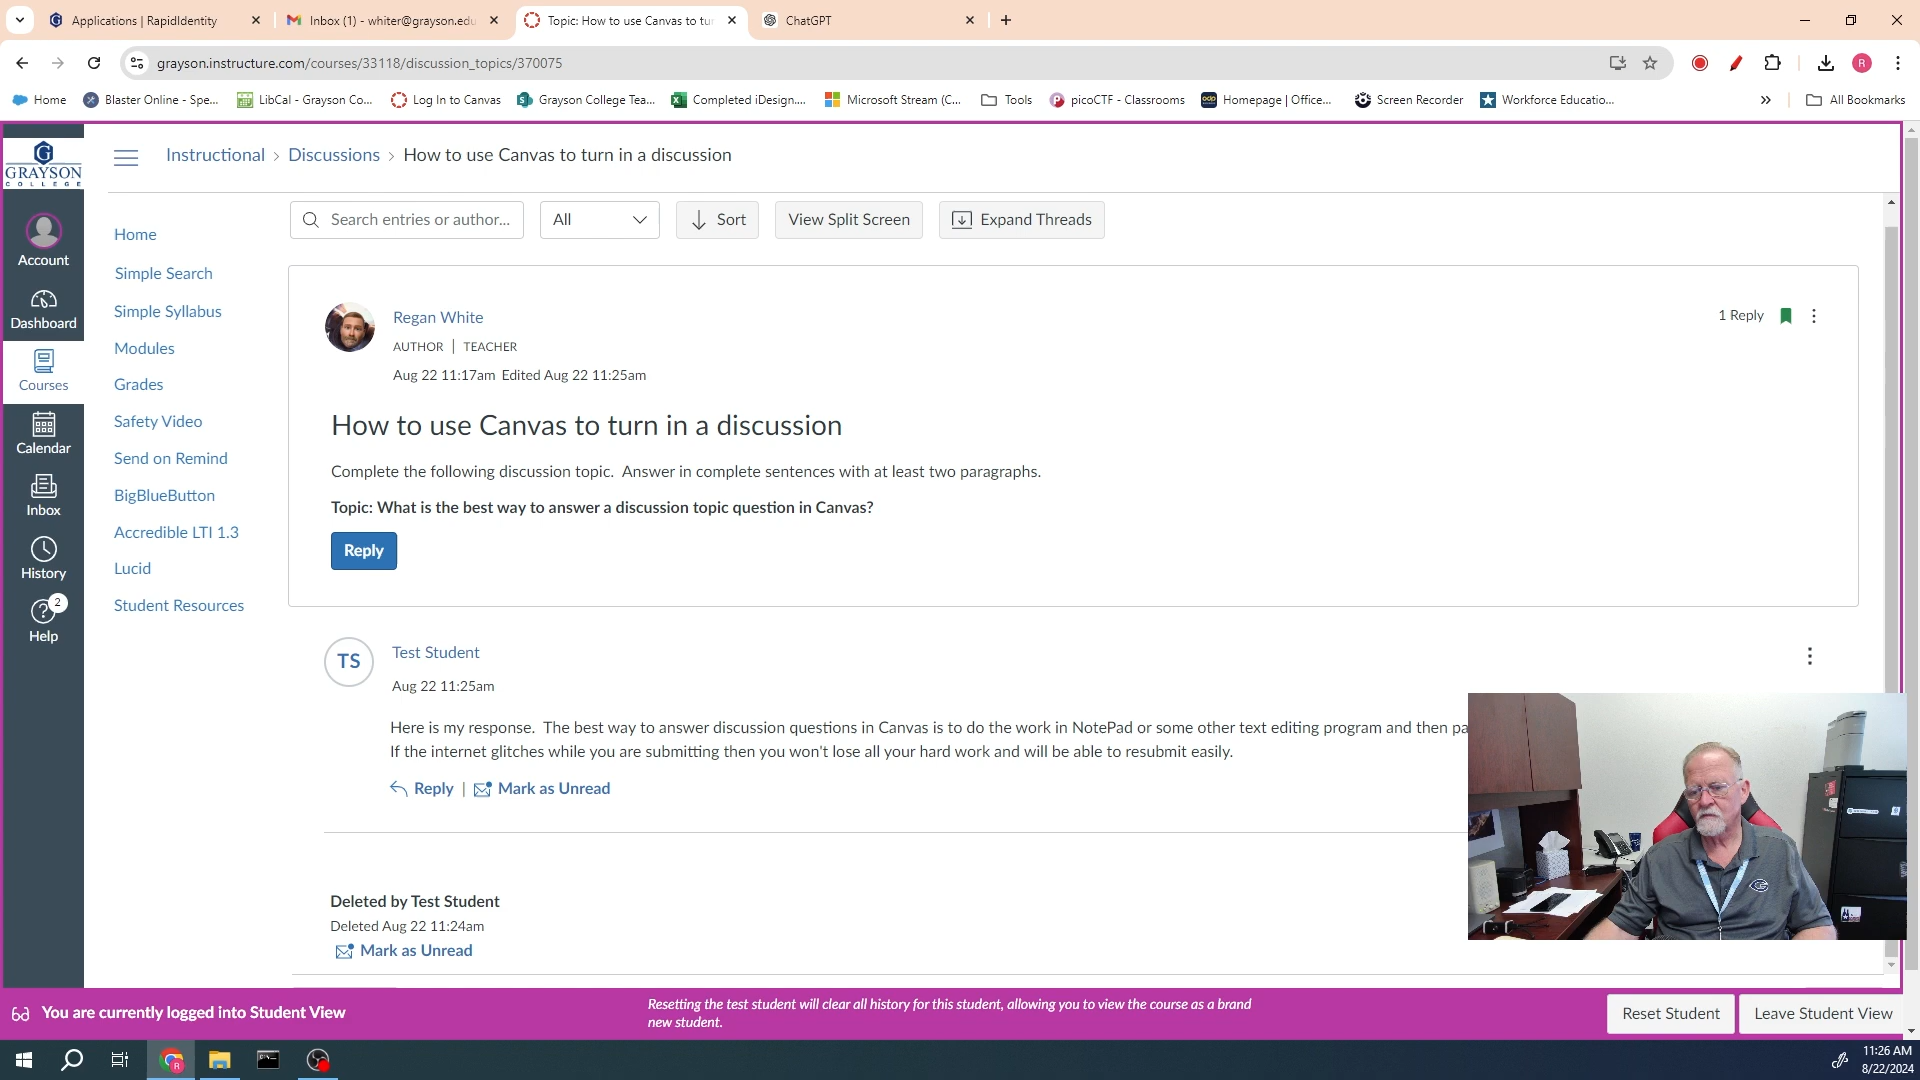 Applications | RapidIdentity
Inbox (1) - whiter@grayson.edu
Topic: How to use Canvas to tur
ChatGPT
grayson.instructure.com/courses/33118/discussion_topics/370075
R
Home
Blaster Online - Spe...
LibCal - Grayson Co...
Log In to Canvas
Grayson College Tea...
Completed iDesign....
Microsoft Stream (C...
Tools
picoCTF - Classrooms
Homepage | Office...
Screen Recorder
Workforce Educatio...
All Bookmarks
GRAYSON
COLLEGE
Instructional > Discussions > How to use Canvas to turn in a discussion
Account
Dashboard
Courses
Calendar
Inbox
History
2
Help
Home
Simple Search
Simple Syllabus
Modules
Grades
Safety Video
Send on Remind
BigBlueButton
Accredible LTI 1.3
Lucid
Student Resources
Search entries or author...
All
Sort
View Split Screen
Expand Threads
Regan White
AUTHOR | TEACHER
Aug 22 11:17am Edited Aug 22 11:25am
1 Reply
How to use Canvas to turn in a discussion
Complete the following discussion topic. Answer in complete sentences with at least two paragraphs.
Topic: What is the best way to answer a discussion topic question in Canvas?
Reply
TS
Test Student
Aug 22 11:25am
Here is my response. The best way to answer discussion questions in Canvas is to do the work in NotePad or some other text editing program and then pa
If the internet glitches while you are submitting then you won't lose all your hard work and will be able to resubmit easily.
Reply | Mark as Unread
Deleted by Test Student
Deleted Aug 22 11:24am
Mark as Unread
You are currently logged into Student View
Resetting the test student will clear all history for this student, allowing you to view the course as a brand
new student.
Reset Student
Leave Student View
R
11:26 AM
8/22/2024